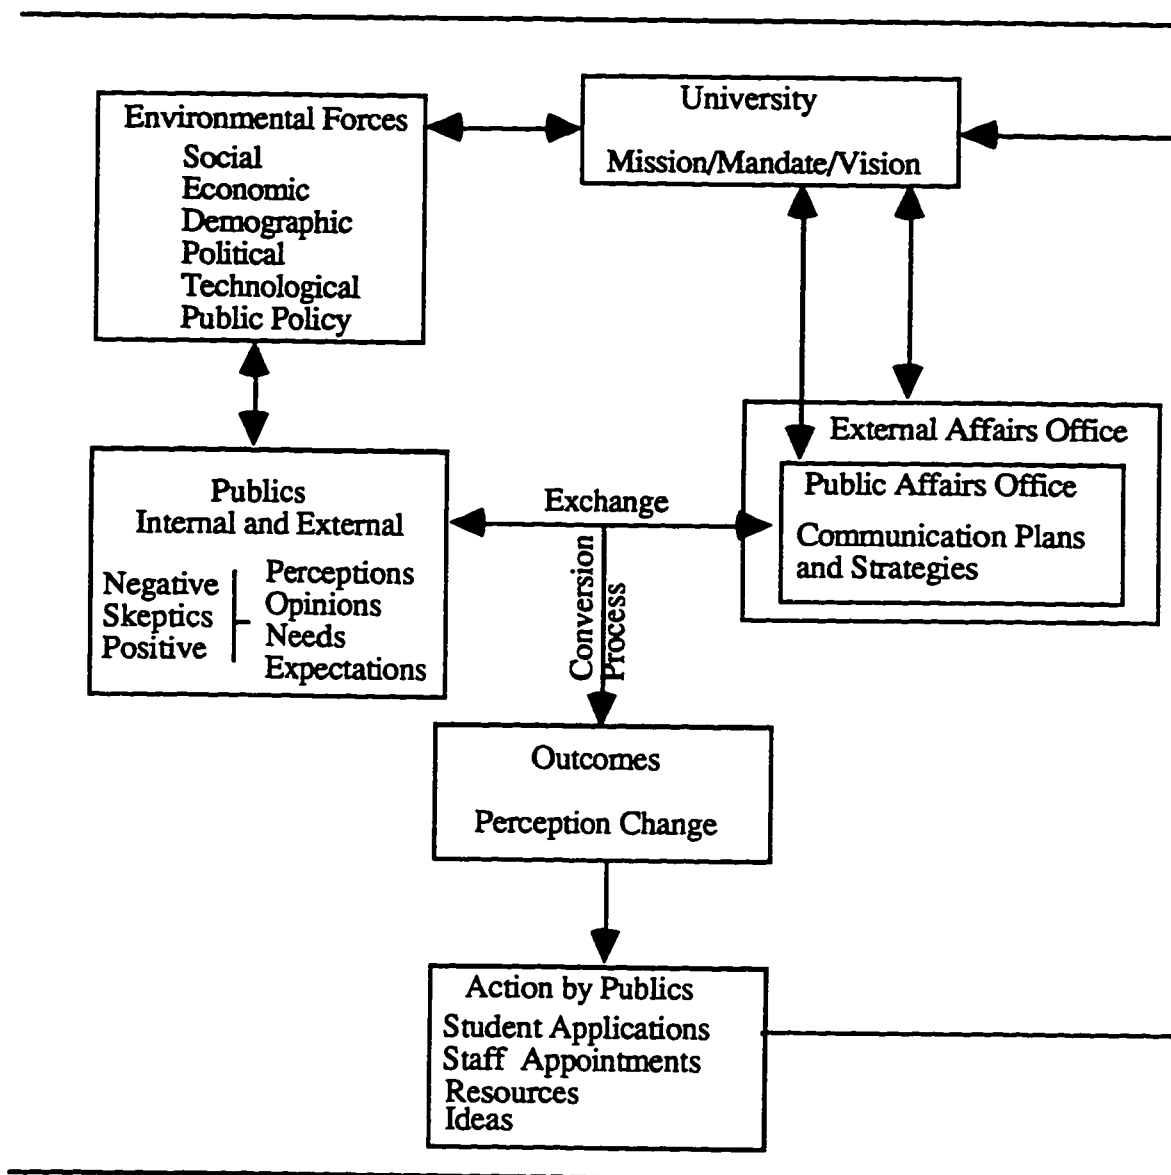 Environmental Forces
Social
Economic
Demographic
Political
Technological
Public Policy
University
Mission/Mandate/Vision
External Affairs Office
Public Affairs Office
Communication Plans
and Strategies
Publics
Internal and External
Negative
Skeptics
Positive
Perceptions
Opinions
Needs
Expectations
Exchange
Conversion
Process
Outcomes
Perception Change
Action by Publics
Student Applications
Staff Appointments
Resources
Ideas